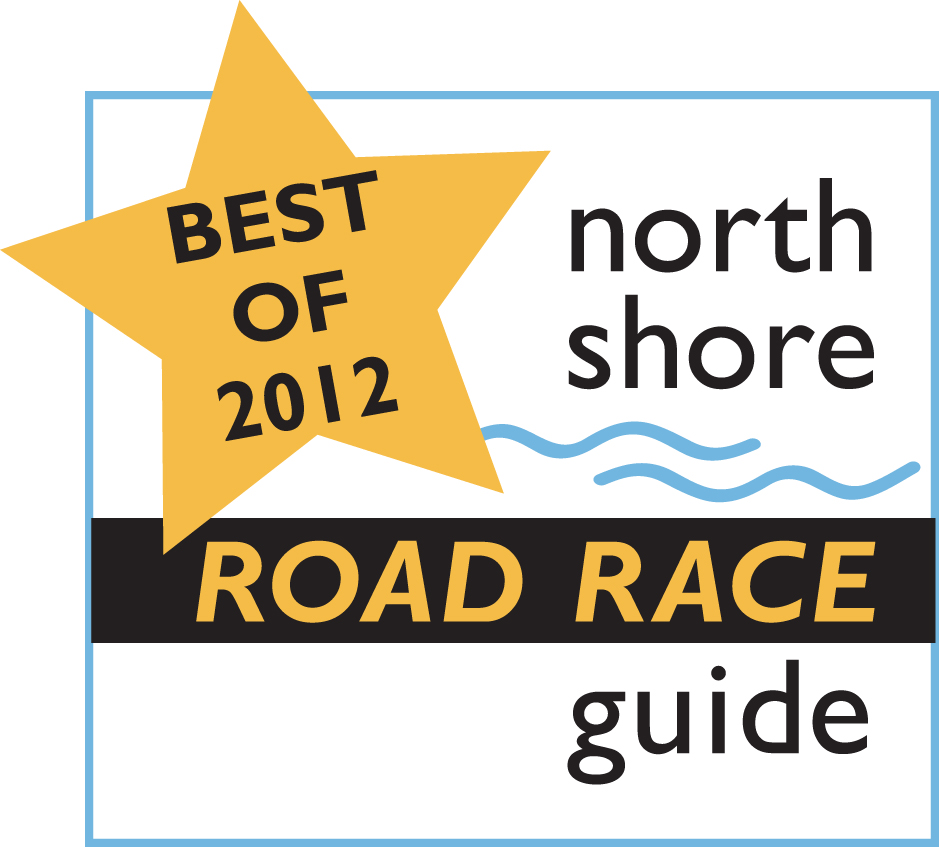 BEST
OF
2012
north
shore
ROAD RACE
guide